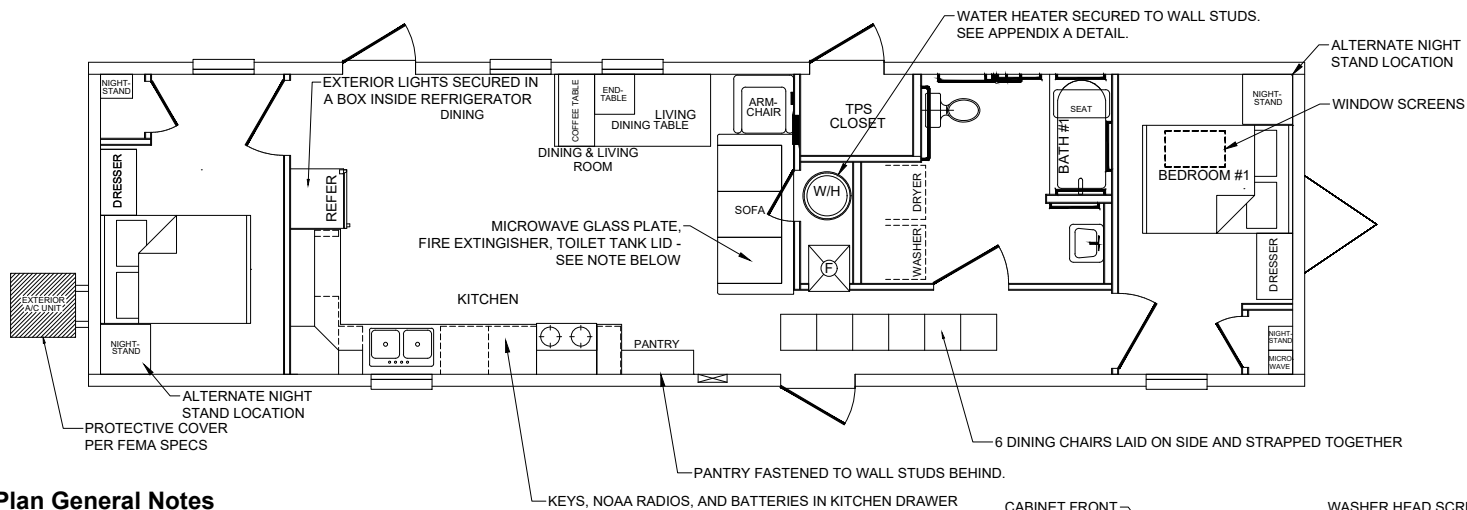 WATER HEATER SECURED TO WALL STUDS.
SEE APPENDIX A DETAIL.
ALTERNATE NIGHT
STAND LOCATION
WINDOW SCREENS
NIGHT-
STAND
EXTERIOR LIGHTS SECURED IN
A BOX INSIDE REFRIGERATOR
DINING
COFFEE TABLE
END-
TABLE
LIVING
DINING TABLE
DINING & LIVING
ROOM
ARM-
CHAIR
TPS
CLOSET
SEAT
BATH #1
NIGHT-
STAND
BEDROOM #1
DRESSER
REFER
SOFA
W/H
DRYER
WASHER
F
MICROWAVE GLASS PLATE,
FIRE EXTINGISHER, TOILET TANK LID -
SEE NOTE BELOW
DRESSER
EXTERIOR
A/C UNIT
KITCHEN
NIGHT-
STAND
PANTRY
NIGHT-
STAND
MICRO-
WAVE
ALTERNATE NIGHT
STAND LOCATION
PROTECTIVE COVER
PER FEMA SPECS
6 DINING CHAIRS LAID ON SIDE AND STRAPPED TOGETHER
PANTRY FASTENED TO WALL STUDS BEHIND.
Plan General Notes
KEYS, NOAA RADIOS, AND BATTERIES IN KITCHEN DRAWER
CABINET FRONT
WASHER HEAD SCRE